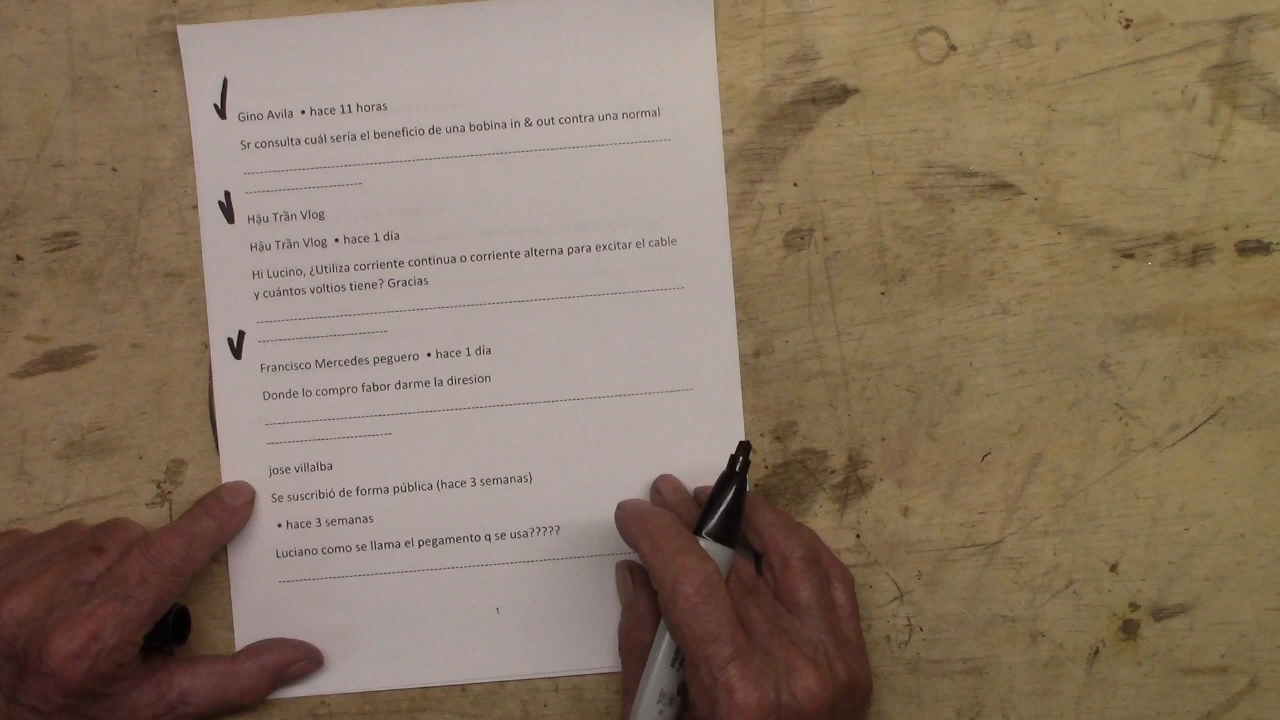 Gino Avila • hace 11 horas
Sr consulta cuál sería el beneficio de una bobina in & out contra una normal
Hậu Trần Vlog
Hậu Trần Vlog • hace 1 día
Hi Lucino, ¿Utiliza corriente continua o corriente alterna para excitar el cable
y cuántos voltios tiene? Gracias
Francisco Mercedes peguero • hace 1 día
Donde lo compro fabor darme la diresion
jose villalba
Se suscribió de forma pública (hace 3 semanas)
• hace 3 semanas
Luciano como se llama el pegamento q se usa?????
1